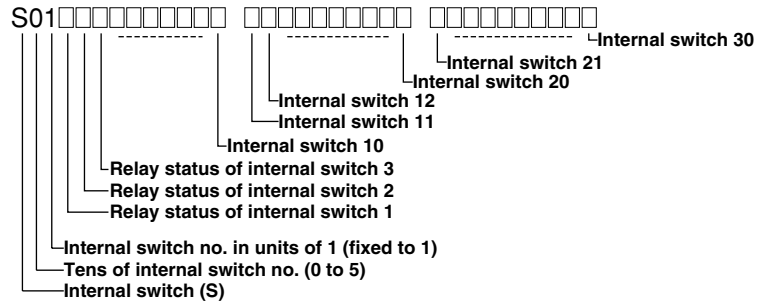 S01□□□□□□□□□□ □□□□□□□□□□ □□□□□□□□□□
Internal switch 30
Internal switch 21
Internal switch 20
Internal switch 12
Internal switch 11
Internal switch 10
Relay status of internal switch 3
Relay status of internal switch 2
Relay status of internal switch 1
Internal switch no. in units of 1 (fixed to 1)
Tens of internal switch no. (0 to 5)
Internal switch (S)